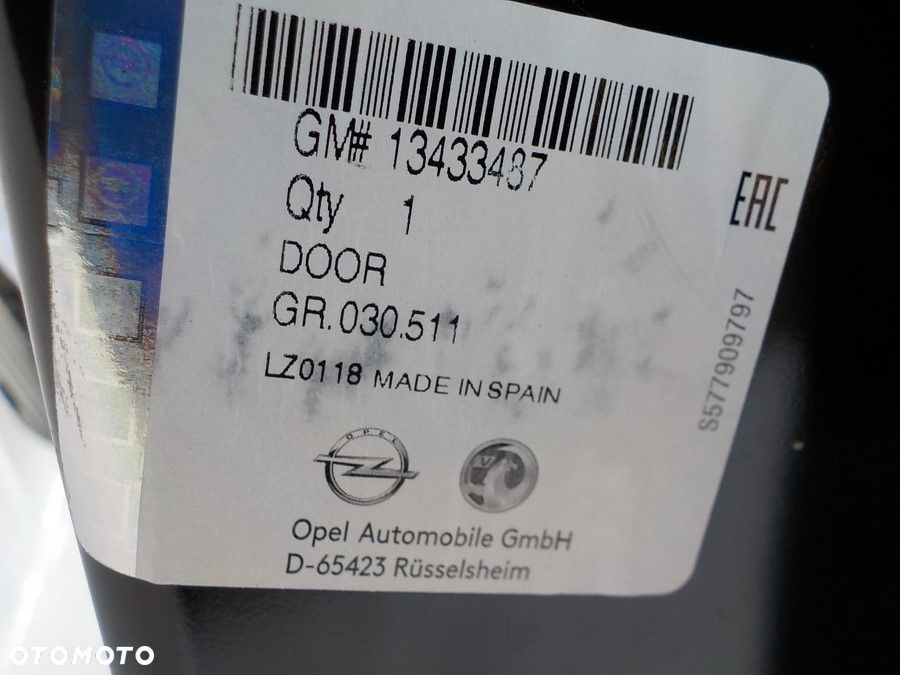 GM# 13433487
Qty 1
DOOR
GR.030.511
LZ0118 MADE IN SPAIN
EAC
S577909797
OPEL
Opel Automobile GmbH
D-65423 Rüsselsheim
OTOMOTO